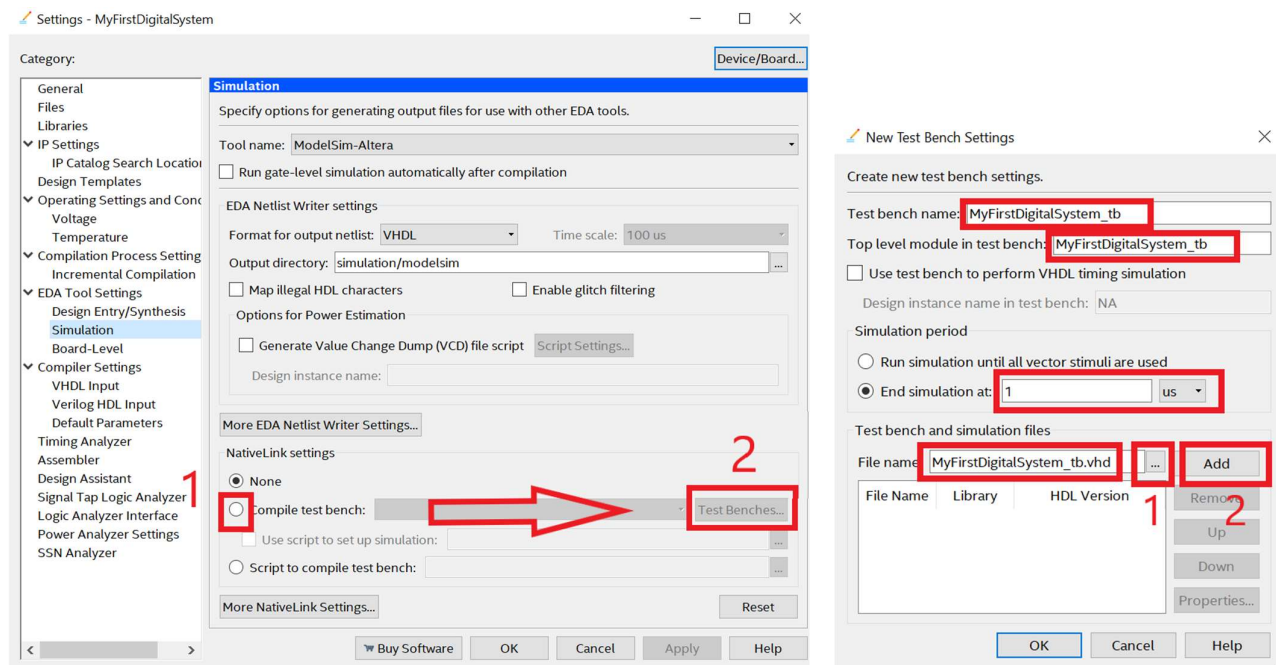 Settings - MyFirstDigitalSystem
Category:
Device/Board...
General
Files
Libraries
IP Settings
IP Catalog Search Location
Design Templates
Operating Settings and Cond
Voltage
Temperature
Compilation Process Setting
Incremental Compilation
EDA Tool Settings
Design Entry/Synthesis
Simulation
Board-Level
Compiler Settings
VHDL Input
Verilog HDL Input
Default Parameters
Timing Analyzer
Assembler
Design Assistant
Signal Tap Logic Analyzer
Logic Analyzer Interface
Power Analyzer Settings
SSN Analyzer
Simulation
Specify options for generating output files for use with other EDA tools.
Tool name: ModelSim-Altera
Run gate-level simulation automatically after compilation
EDA Netlist Writer settings
Format for output netlist: VHDL Time scale: 100 us
Output directory: simulation/modelsim ...
Map illegal HDL characters Enable glitch filtering
Options for Power Estimation
Generate Value Change Dump (VCD) file script Script Settings...
Design instance name:
More EDA Netlist Writer Settings...
NativeLink settings
2
None
1
Compile test bench: Test Benches...
Use script to set up simulation: ...
Script to compile test bench: ...
More NativeLink Settings... Reset
Buy Software OK Cancel Apply Help
New Test Bench Settings
Create new test bench settings.
Test bench name: MyFirstDigitalSystem_tb
Top level module in test bench: MyFirstDigitalSystem_tb
Use test bench to perform VHDL timing simulation
Design instance name in test bench: NA
Simulation period
Run simulation until all vector stimuli are used
End simulation at: 1 us
Test bench and simulation files
File name MyFirstDigitalSystem_tb.vhd ... Add
File Name Library HDL Version
Remove
1 2
Up
Down
Properties...
OK Cancel Help